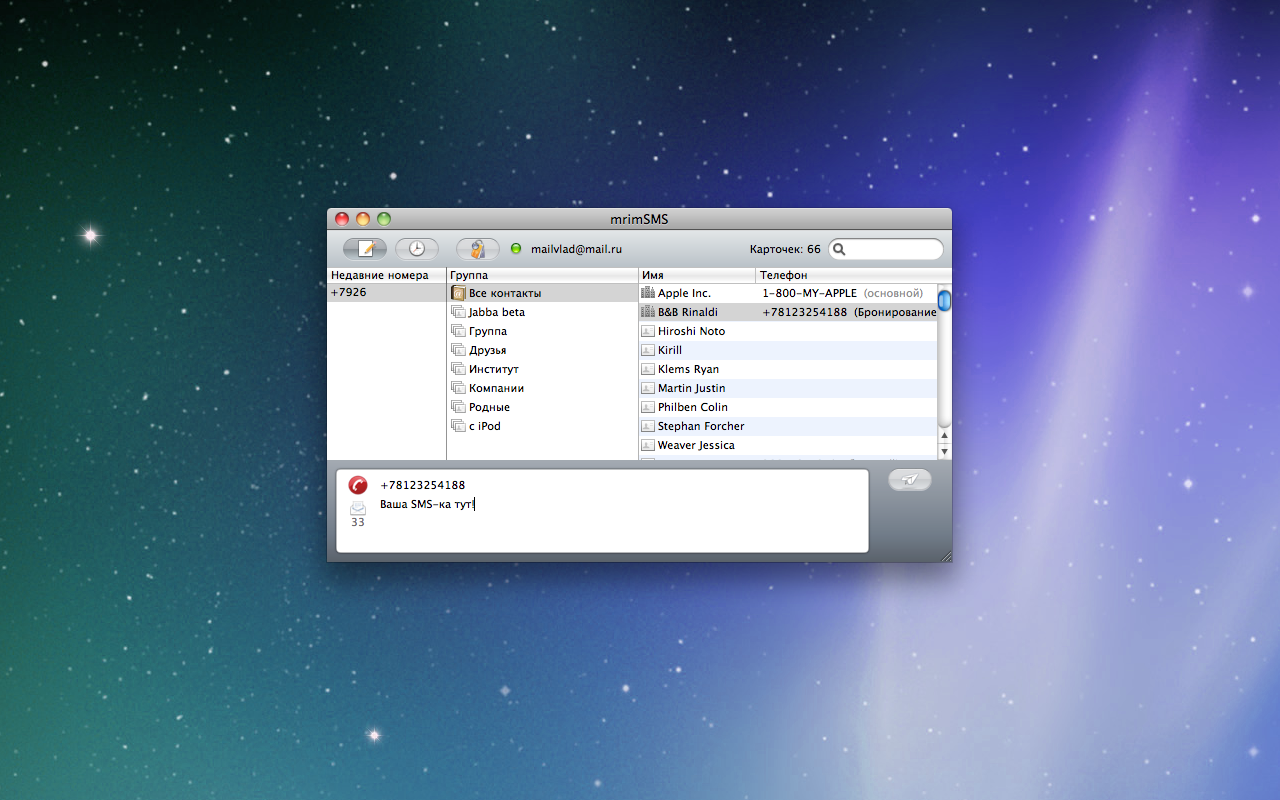 mrimSMS
mailvlad@mail.ru Карточек: 66
Недавние номера Группа Имя Телефон
+7926 Все контакты Apple Inc. 1-800-MY-APPLE (основной)
Jabba beta B&B Rinaldi +78123254188 (Бронирование
Группа Hiroshi Noto
Друзья Kirill
Институт Klems Ryan
Компании Martin Justin
Родные Philben Colin
с iPod Stephan Forcher
Weaver Jessica
+78123254188
Ваша SMS-ка тут!
33